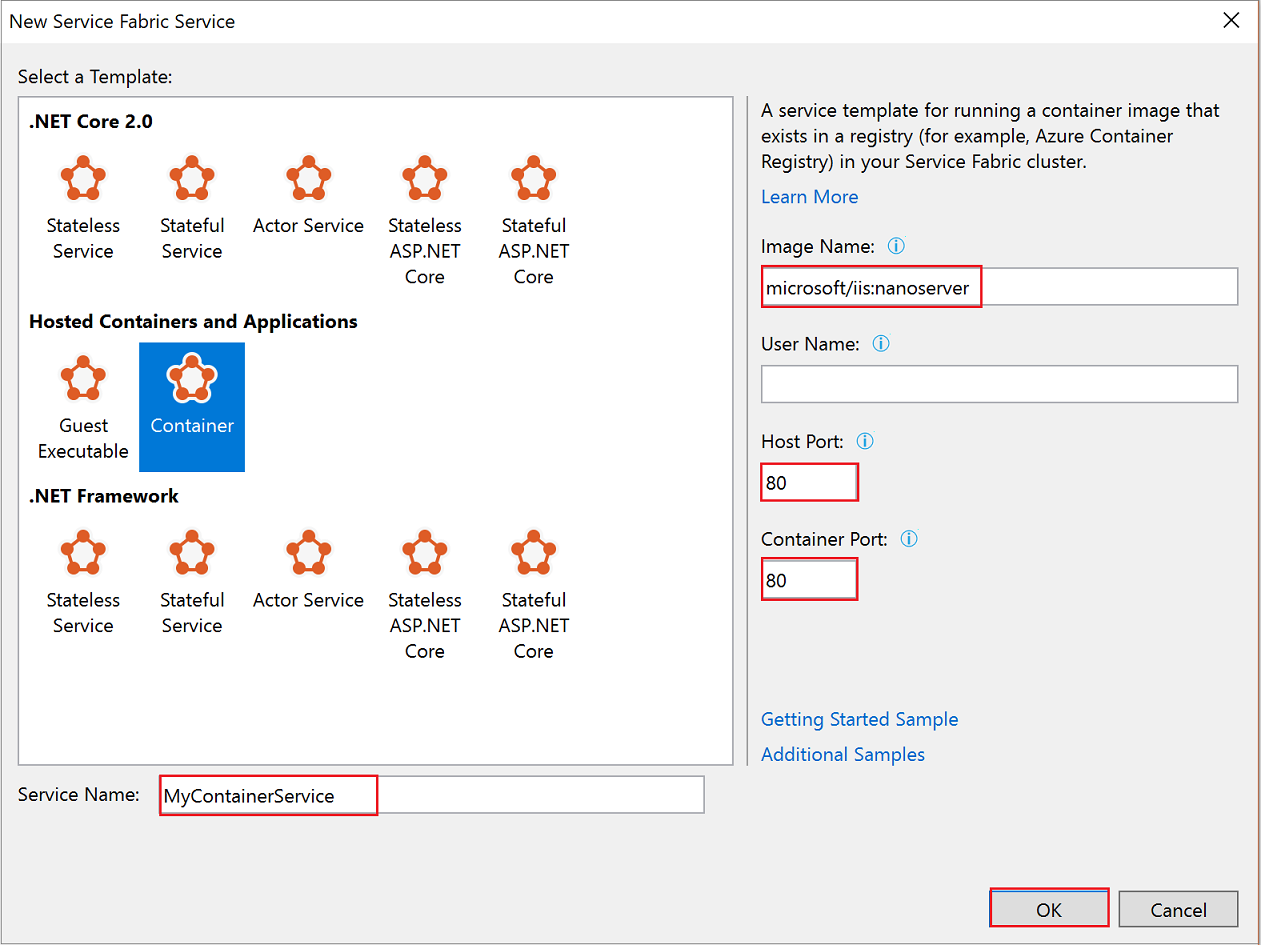 New Service Fabric Service
Select a Template:
.NET Core 2.0
Stateless
Service
Stateful
Service
Actor Service
Stateless
ASP.NET
Core
Stateful
ASP.NET
Core
Hosted Containers and Applications
Guest
Executable
Container
.NET Framework
Stateless
Service
Stateful
Service
Actor Service
Stateless
ASP.NET
Core
Stateful
ASP.NET
Core
Service Name:
MyContainerService
A service template for running a container image that
exists in a registry (for example, Azure Container
Registry) in your Service Fabric cluster.
Learn More
Image Name:
microsoft/iis:nanoserver
User Name:
Host Port:
80
Container Port:
80
Getting Started Sample
Additional Samples
OK
Cancel